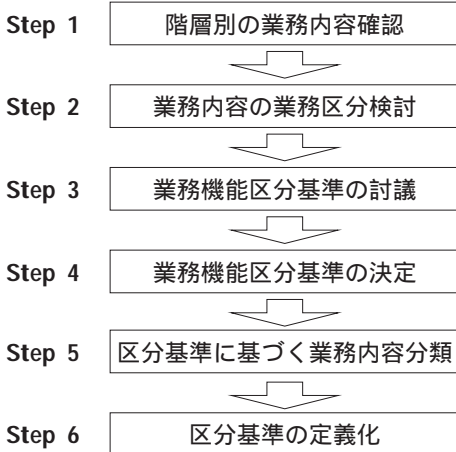 Step 1 階層別の業務内容確認
Step 2 業務内容の業務区分検討
Step 3 業務機能区分基準の討議
Step 4 業務機能区分基準の決定
Step 5 区分基準に基づく業務内容分類
Step 6 区分基準の定義化